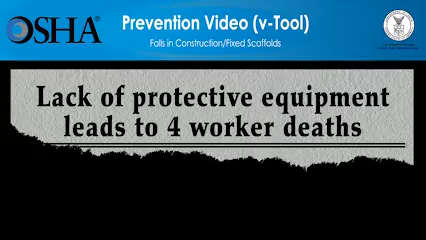 OSHA®
Prevention Video (v-Tool)
Falls in Construction/Fixed Scaffolds
Lack of protective equipment
leads to 4 worker deaths